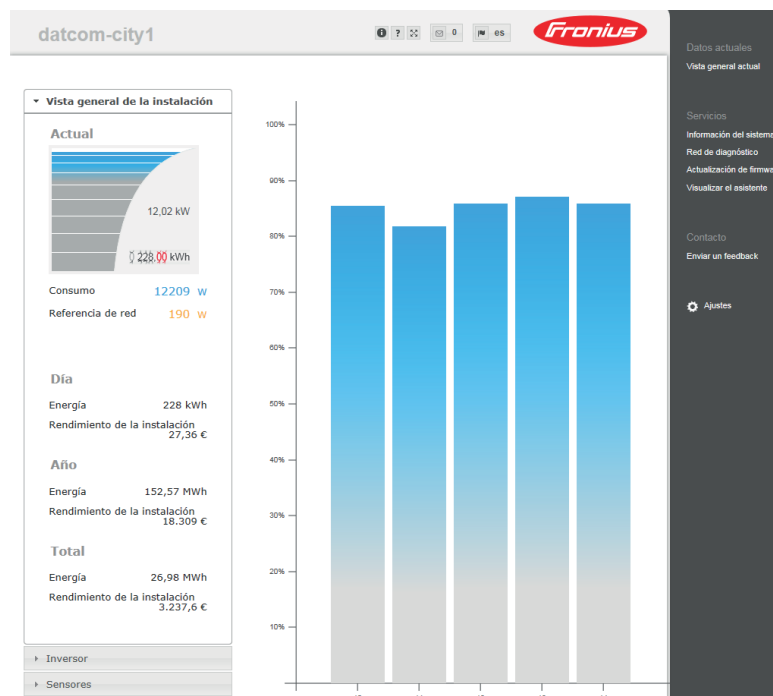 datcom-city1
i ? 0 es
Fronius
Vista general de la instalación
Actual
12,02 kW
0 228,00 kWh
Consumo 12209 W
Referencia de red 190 W
Día
Energía 228 kWh
Rendimiento de la instalación
27,36 €
Año
Energía 152,57 MWh
Rendimiento de la instalación
18.309 €
Total
Energía 26,98 MWh
Rendimiento de la instalación
3.237,6 €
Inversor
Sensores
100%
90%
80%
70%
60%
50%
40%
30%
20%
10%
Datos actuales
Vista general actual
Servicios
Información del sistema
Red de diagnóstico
Actualización de firmwa
Visualizar el asistente
Contacto
Enviar un feedback
Ajustes